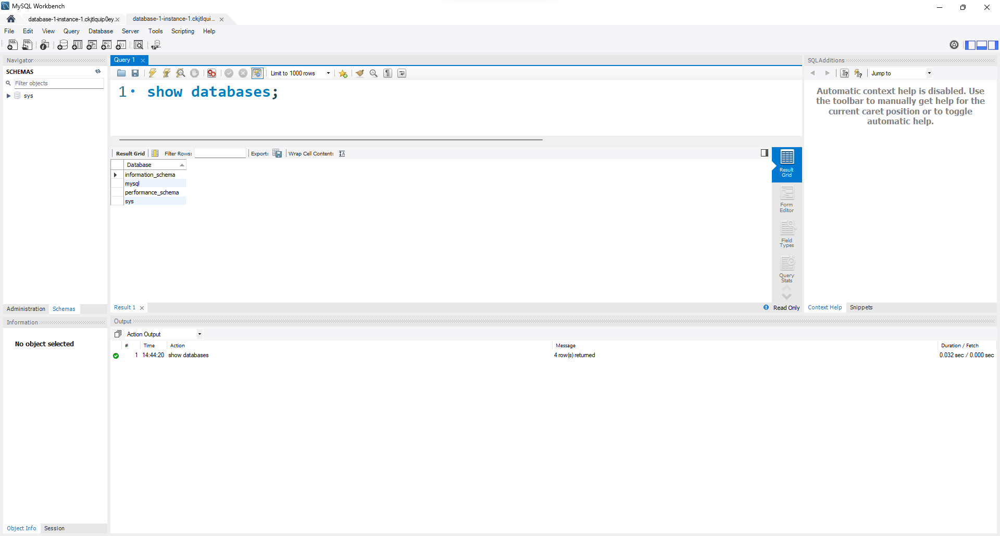 MySQL Workbench
database-1-instance-1.ckjtlquip0ey.x
database-1-instance-1.ckjtlqui...
File Edit View Query Database Server Tools Scripting Help
Navigator
SCHEMAS
Filter objects
sys
Query 1
Limit to 1000 rows
1 show databases;
Result Grid Filter Rows: Export: Wrap Cell Content:
Database
information_schema
mysql
performance_schema
sys
Result
Grid
Form
Editor
Field
Types
Query
Stats
Result 1
Read Only
SQLAdditions
Jump to
Automatic context help is disabled. Use
the toolbar to manually get help for the
current caret position or to toggle
automatic help.
Context Help Snippets
Administration Schemas
Information
No object selected
Object Info Session
Output
Action Output
# Time Action Message Duration / Fetch
1 14:44:20 show databases 4 row(s) returned 0.032 sec / 0.000 sec